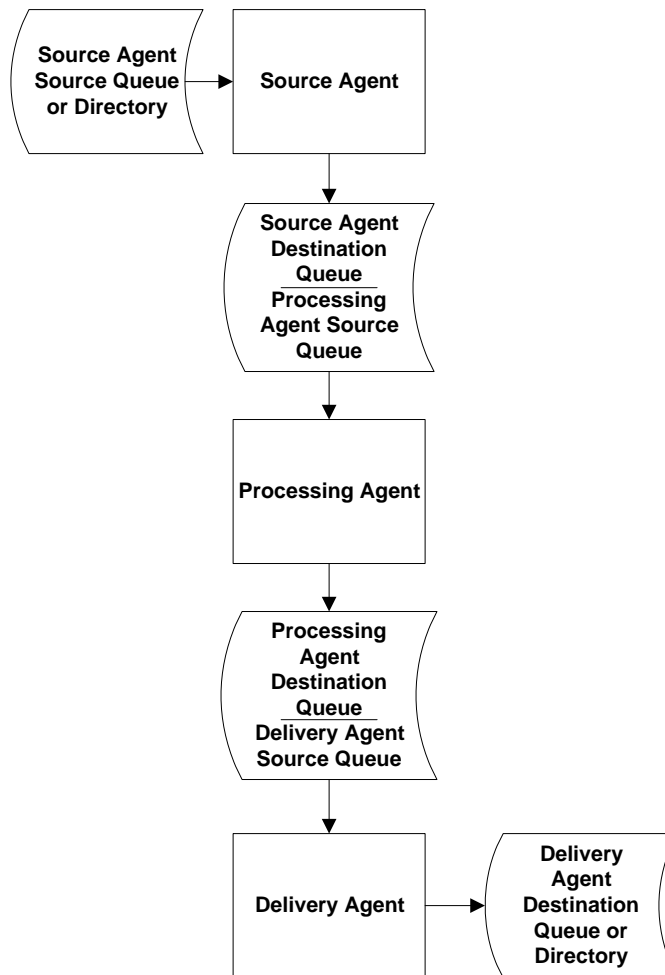 Source Agent
Source Queue
or Directory
Source Agent
Source Agent
Destination
Queue
Processing
Agent Source
Queue
Processing Agent
Processing
Agent
Destination
Queue
Delivery Agent
Source Queue
Delivery Agent
Delivery
Agent
Destination
Queue or
Directory